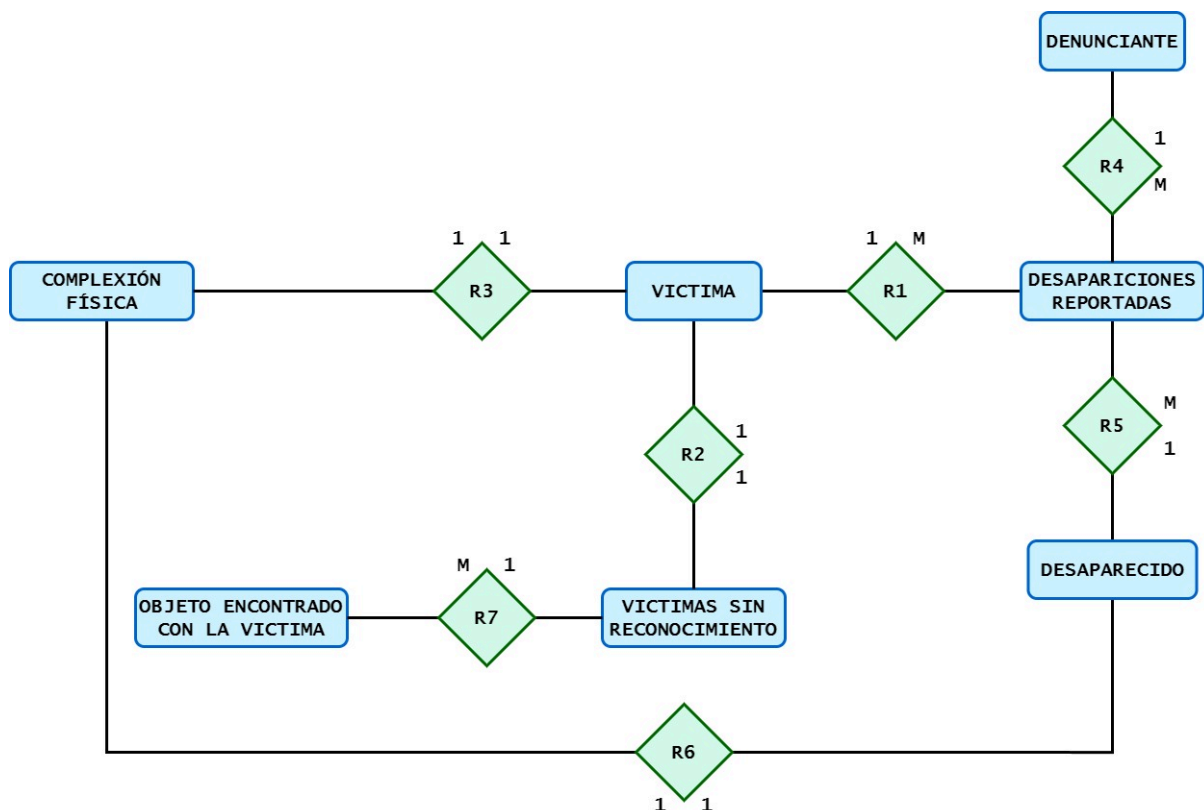 DENUNCIANTE
1
R4
M
1 1
1 M
COMPLEXIÓN
FÍSICA
R3
VICTIMA
R1
DESAPARICIONES
REPORTADAS
M
R5
1
1
R2
1
DESAPARECIDO
M 1
OBJETO ENCONTRADO
CON LA VICTIMA
R7
VICTIMAS SIN
RECONOCIMIENTO
R6
1 1